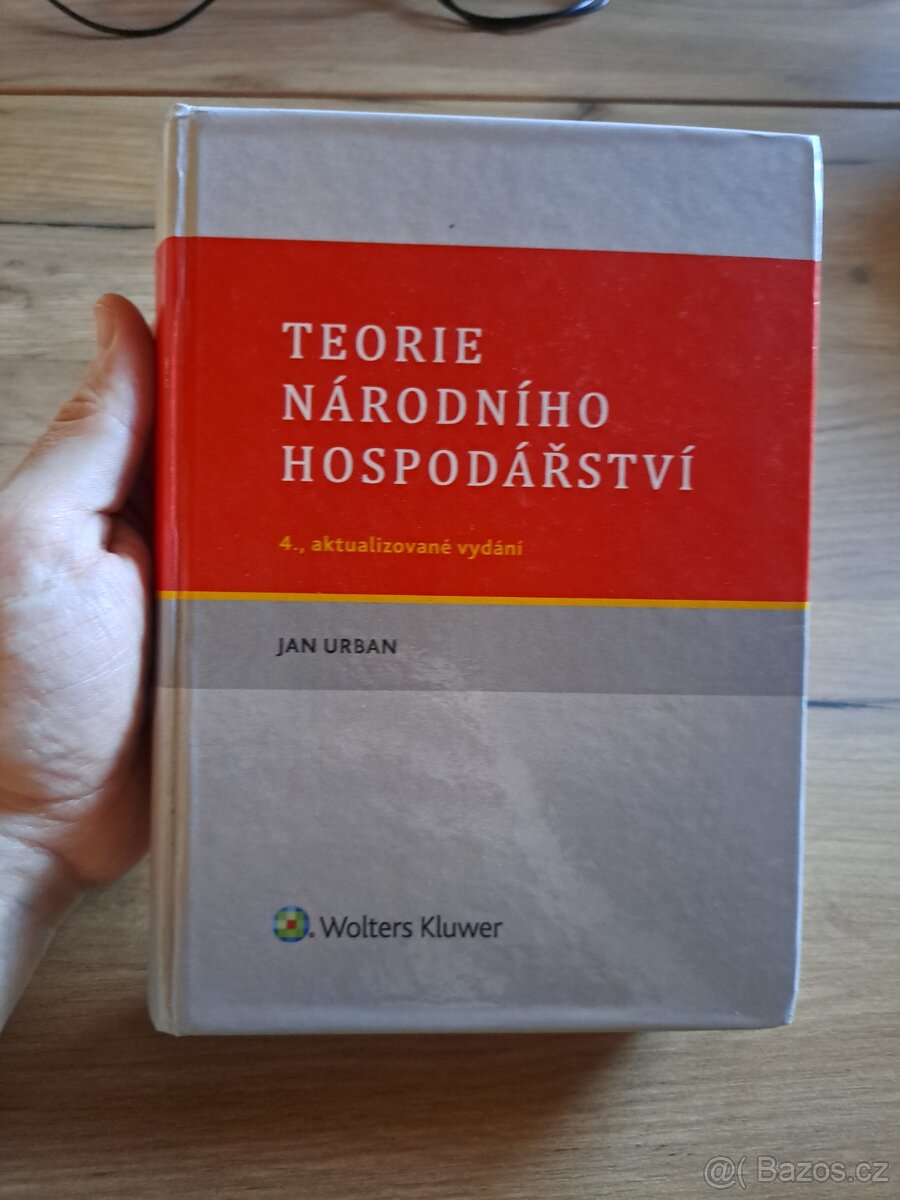 TEORIE
NÁRODNÍHO
HOSPODÁŘSTVÍ
4., aktualizované vydání
JAN URBAN
Wolters Kluwer
@( Bazos.cz